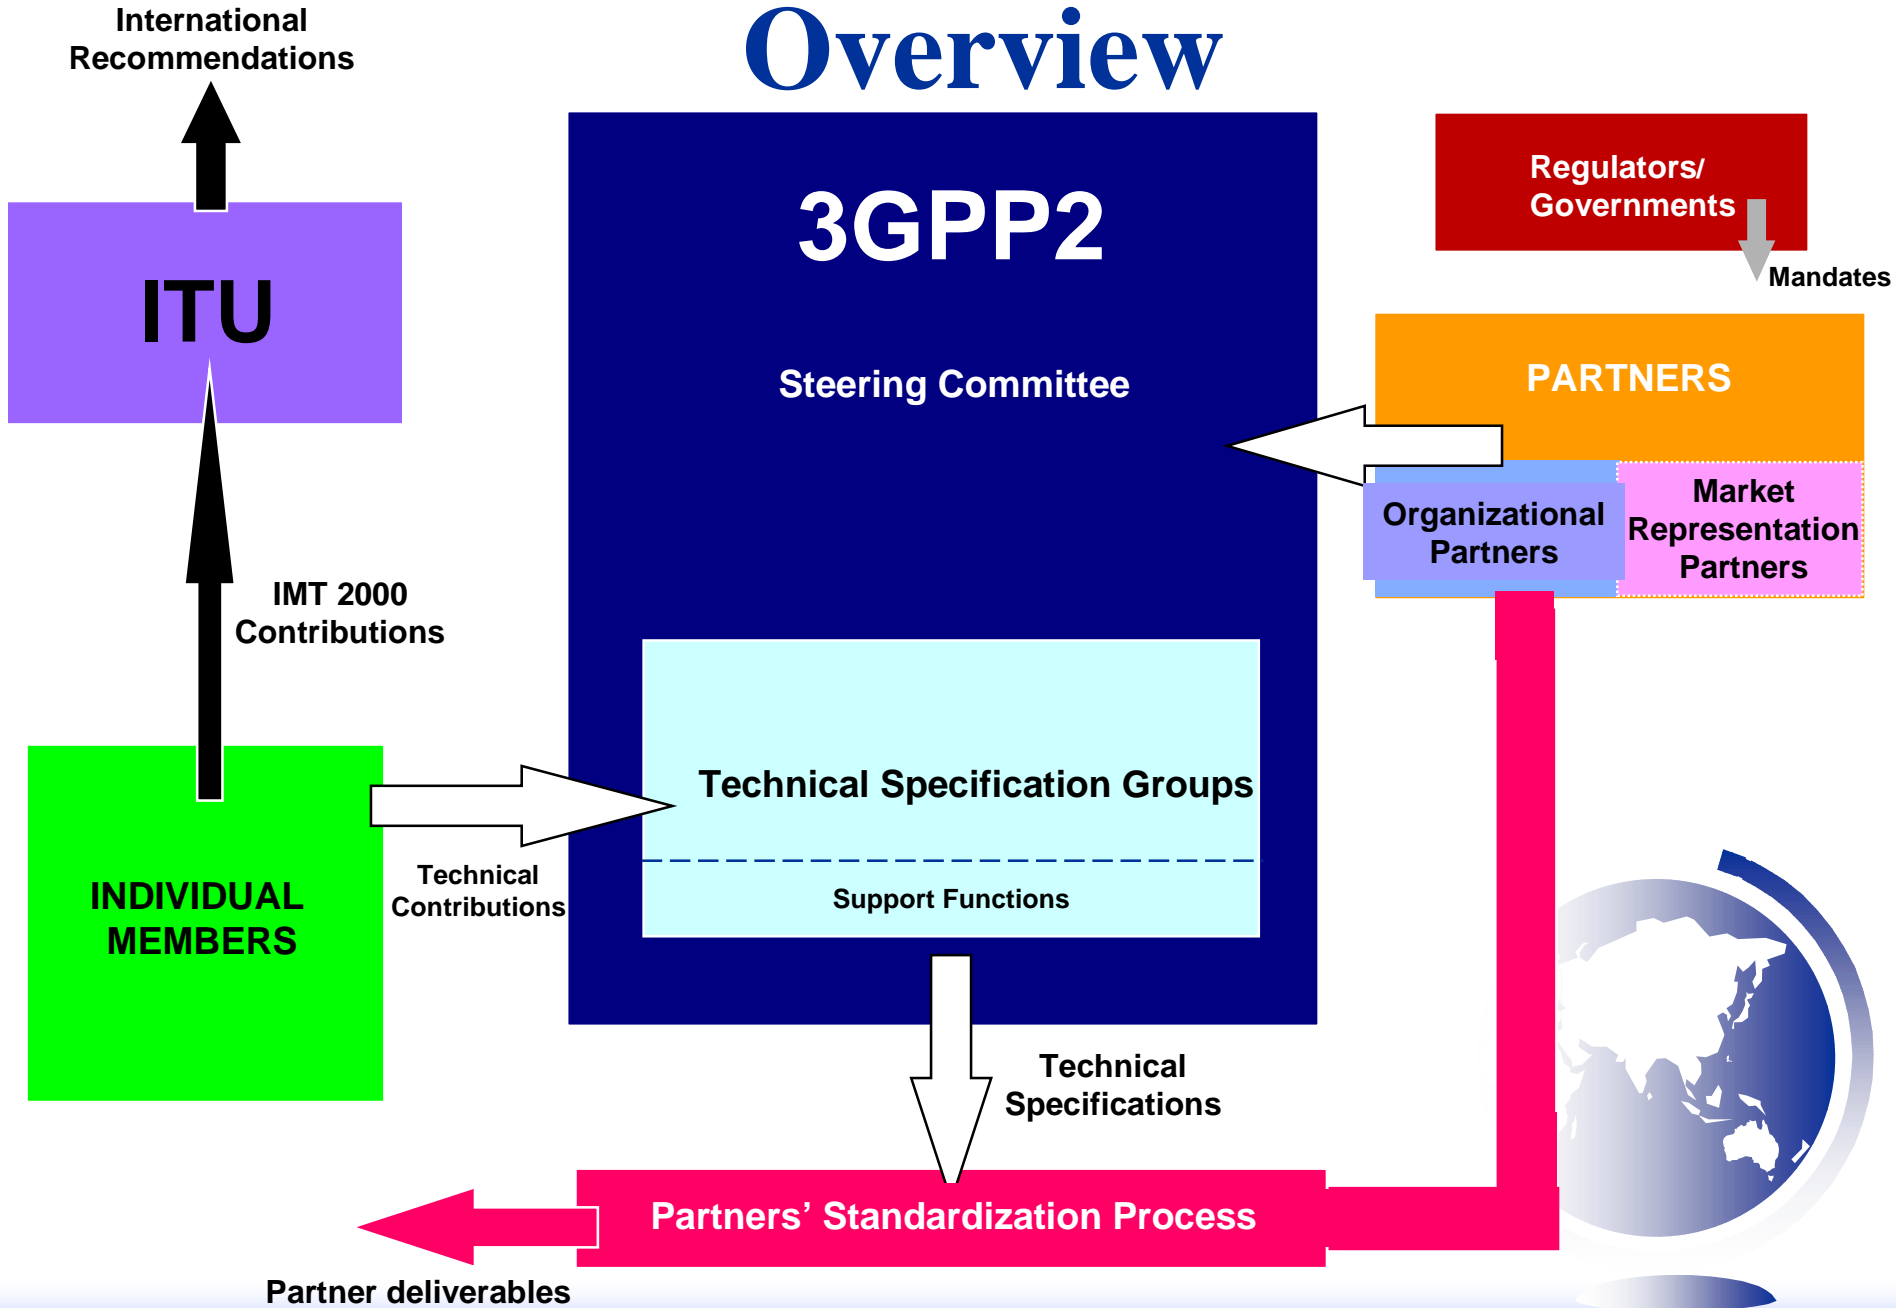 Overview
International
Recommendations
ITU
IMT 2000
Contributions
INDIVIDUAL
MEMBERS
Technical
Contributions
3GPP2
Steering Committee
Technical Specification Groups
Support Functions
Technical
Specifications
Regulators/
Governments
Mandates
PARTNERS
Organizational
Partners
Market
Representation
Partners
Partners’ Standardization Process
Partner deliverables